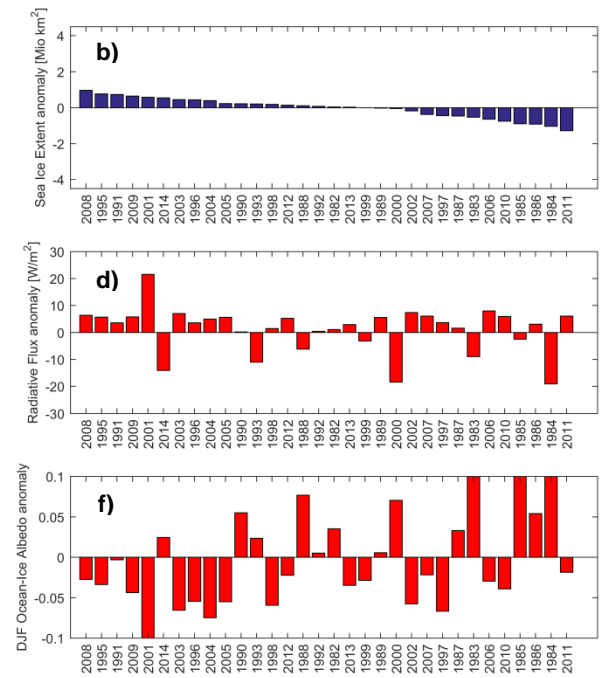 b)
Sea Ice Extent anomaly [Mio km²]
4
2
0
-2
-4
2008 1995 1991 2009 2001 2014 2003 1996 2004 2005 1990 1993 1998 2012 1988 1992 1982 2013 1999 1989 2000 2002 2007 1997 1987 1983 2006 2010 1985 1986 1984 2011
d)
Radiative Flux anomaly [W/m²]
30
20
10
0
-10
-20
-30
2008 1995 1991 2009 2001 2014 2003 1996 2004 2005 1990 1993 1998 2012 1988 1992 1982 2013 1999 1989 2000 2002 2007 1997 1987 1983 2006 2010 1985 1986 1984 2011
f)
DJF Ocean-Ice Albedo anomaly
0.1
0.05
0
-0.05
-0.1
2008 1995 1991 2009 2001 2014 2003 1996 2004 2005 1990 1993 1998 2012 1988 1992 1982 2013 1999 1989 2000 2002 2007 1997 1987 1983 2006 2010 1985 1986 1984 2011